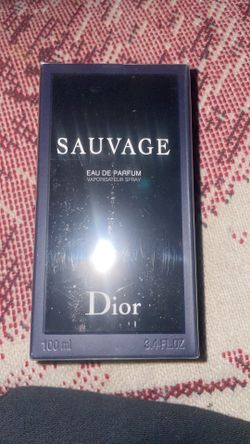 SAUVAGE
EAU DE PARFUM
VAPORISATEUR SPRAY
Dior
100 ml 3.4 FL.OZ